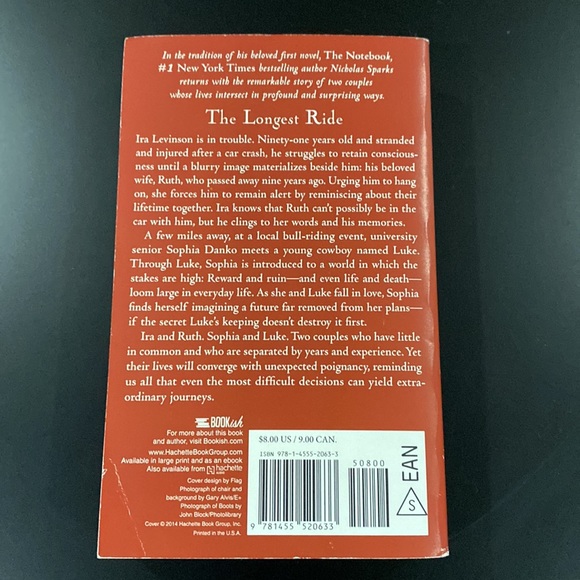 In the tradition of his beloved first novel, The Notebook,
#1 New York Times bestselling author Nicholas Sparks
returns with the remarkable story of two couples
whose lives intersect in profound and surprising ways.
The Longest Ride
Ira Levinson is in trouble. Ninety-one years old and stranded
and injured after a car crash, he struggles to retain conscious-
ness until a blurry image materializes beside him: his beloved
wife, Ruth, who passed away nine years ago. Urging him to hang
on, she forces him to remain alert by reminiscing about their
lifetime together. Ira knows that Ruth can't possibly be in the
car with him, but he clings to her words and his memories.
A few miles away, at a local bull-riding event, university
senior Sophia Danko meets a young cowboy named Luke.
Through Luke, Sophia is introduced to a world in which the
stakes are high: Reward and ruin—and even life and death—
loom large in everyday life. As she and Luke fall in love, Sophia
finds herself imagining a future far removed from her plans—
if the secret Luke's keeping doesn't destroy it first.
Ira and Ruth. Sophia and Luke. Two couples who have little
in common and who are separated by years and experience. Yet
their lives will converge with unexpected poignancy, reminding
us all that even the most difficult decisions can yield extra-
ordinary journeys.
BOOKish
For more about this book
and author, visit Bookish.com
www.HachetteBookGroup.com
Available in large print and as an ebook
Also available from hachette
Cover design by Flag
Photograph of chair and
background by Gary Alvis/E+
Photograph of Boots by
John Block/Photolibrary
Cover © 2014 Hachette Book Group, Inc.
Printed in the U.S.A.
$8.00 US / 9.00 CAN.
ISBN 978-1-4555-2063-3
50800
9 781455 520633
EAN
S